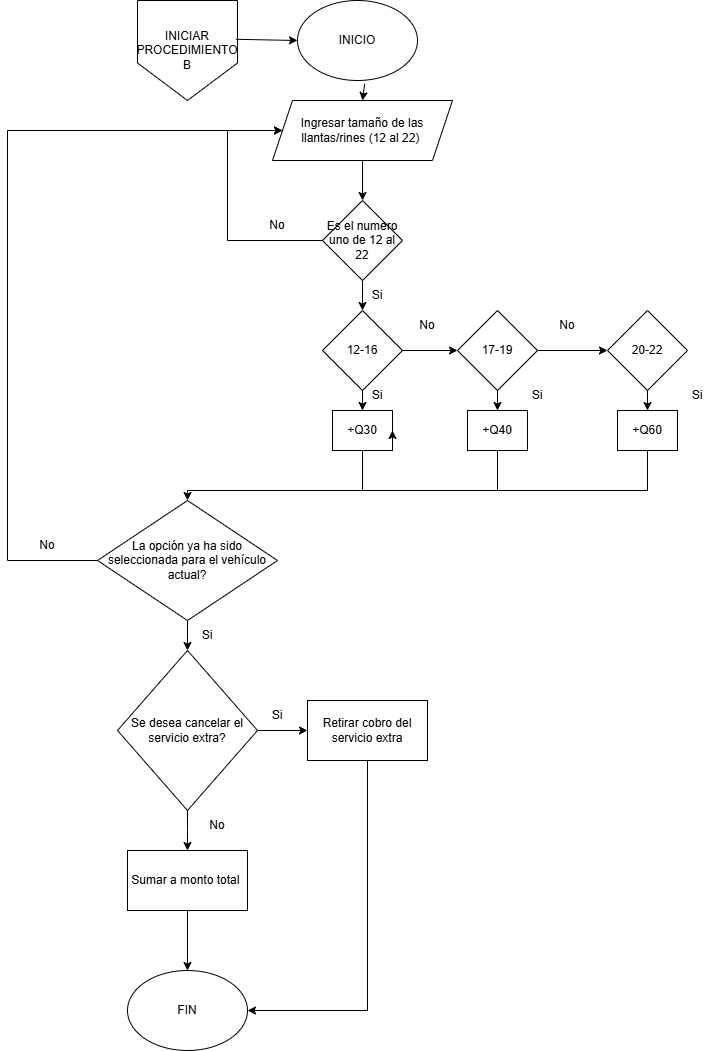 INICIAR
PROCEDIMIENTO
B
INICIO
Ingresar tamaño de las
llantas/rines (12 al 22)
Es el numero
uno de 12 al
22
No
Si
12-16
No
17-19
No
20-22
Si
Si
Si
+Q30
+Q40
+Q60
La opción ya ha sido
seleccionada para el vehículo
actual?
No
Si
Se desea cancelar el
servicio extra?
Si
Retirar cobro del
servicio extra
No
Sumar a monto total
FIN